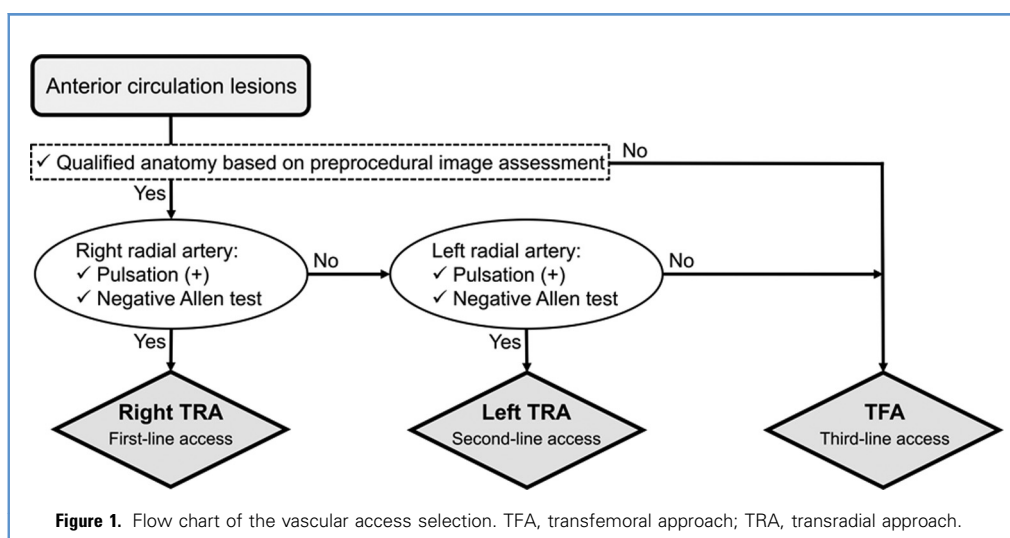 Anterior circulation lesions
✓ Qualified anatomy based on preprocedural image assessment
No
Yes
Right radial artery:
✓ Pulsation (+)
✓ Negative Allen test
No
Left radial artery:
✓ Pulsation (+)
✓ Negative Allen test
No
Yes
Yes
Right TRA
First-line access
Left TRA
Second-line access
TFA
Third-line access
Figure 1. Flow chart of the vascular access selection. TFA, transfemoral approach; TRA, transradial approach.